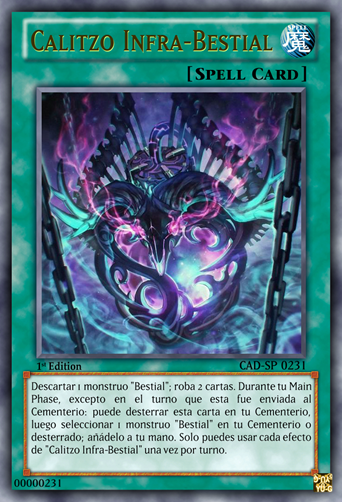 Calitzo Infra-Bestial
SPELL
[Spell Card]
1st Edition
CAD-SP 0231
Descartar 1 monstruo "Bestial"; roba 2 cartas. Durante tu Main
Phase, excepto en el turno que esta fue enviada al
Cementerio: puede desterrar esta carta en tu Cementerio,
luego seleccionar 1 monstruo "Bestial" en tu Cementerio o
desterrado; añádelo a tu mano. Solo puedes usar cada efecto
de "Calitzo Infra-Bestial" una vez por turno.
00000231